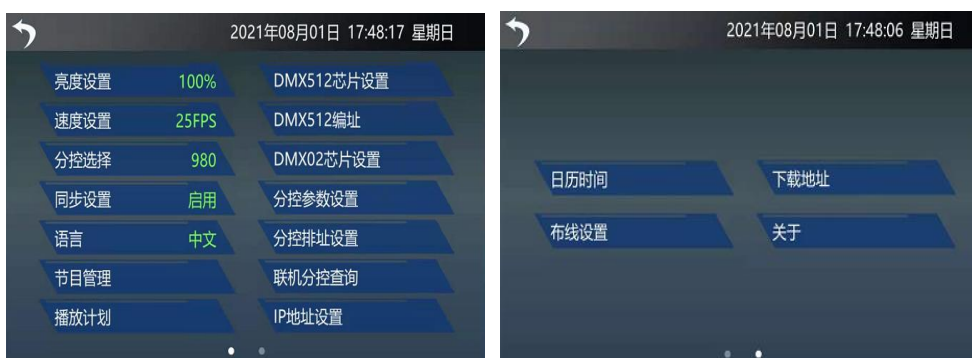 2021年08月01日 17:48:17 星期日
亮度设置 100%
DMX512芯片设置
速度设置 25FPS
DMX512编址
分控选择 980
DMX02芯片设置
同步设置 启用
分控参数设置
语言 中文
分控排址设置
节目管理
联机分控查询
播放计划
IP地址设置
2021年08月01日 17:48:06 星期日
日历时间
下载地址
布线设置
关于